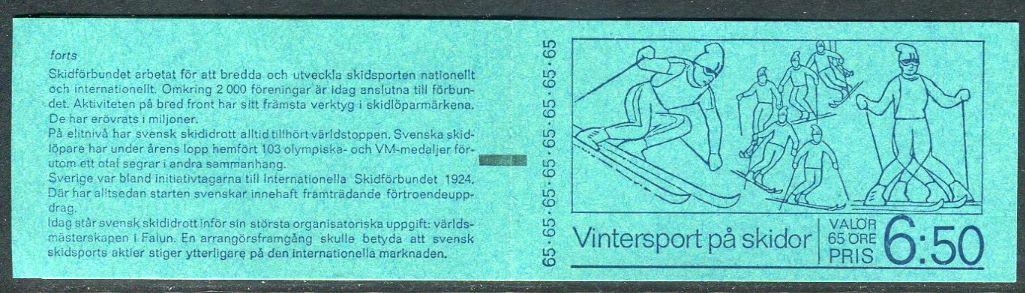 forts
Skidförbundet arbetat för att bredda och utveckla skidsporten nationellt
och internationellt. Omkring 2 000 föreningar är idag anslutna till förbun-
det. Aktiviteten på bred front har sitt främsta verktyg i skidlöparmärkena.
De har erövrats i miljoner.
På elitnivå har svensk skididrott alltid tillhört världstoppen. Svenska skid-
löpare har under årens lopp hemfört 103 olympiska- och VM-medaljer för-
utom ett otal segrar i andra sammanhang.
Sverige var bland initiativtagarna till Internationella Skidförbundet 1924.
Där har alltsedan starten svenskar innehaft framträdande förtroendeupp-
drag.
Idag står svensk skididrott inför sin största organisatoriska uppgift: världs-
mästerskapen i Falun. En arrangörsframgång skulle betyda att svensk
skidsports aktier stiger ytterligare på den internationella marknaden.
65·65·65·65·65·65·65·65
Vintersport på skidor
VALÖR
65 ÖRE
PRIS
6:50